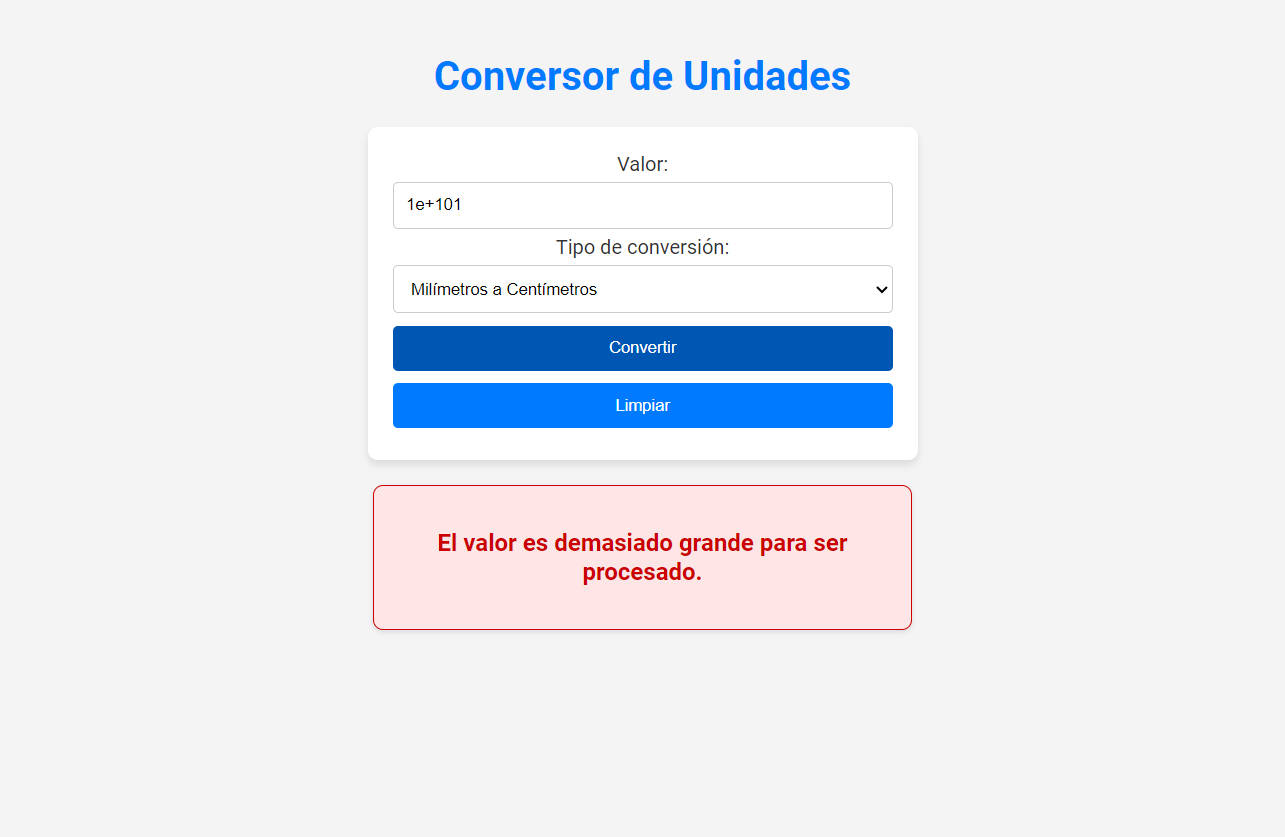 Conversor de Unidades
Valor:
1e+101
Tipo de conversión:
Milímetros a Centímetros
Convertir
Limpiar
El valor es demasiado grande para ser
procesado.